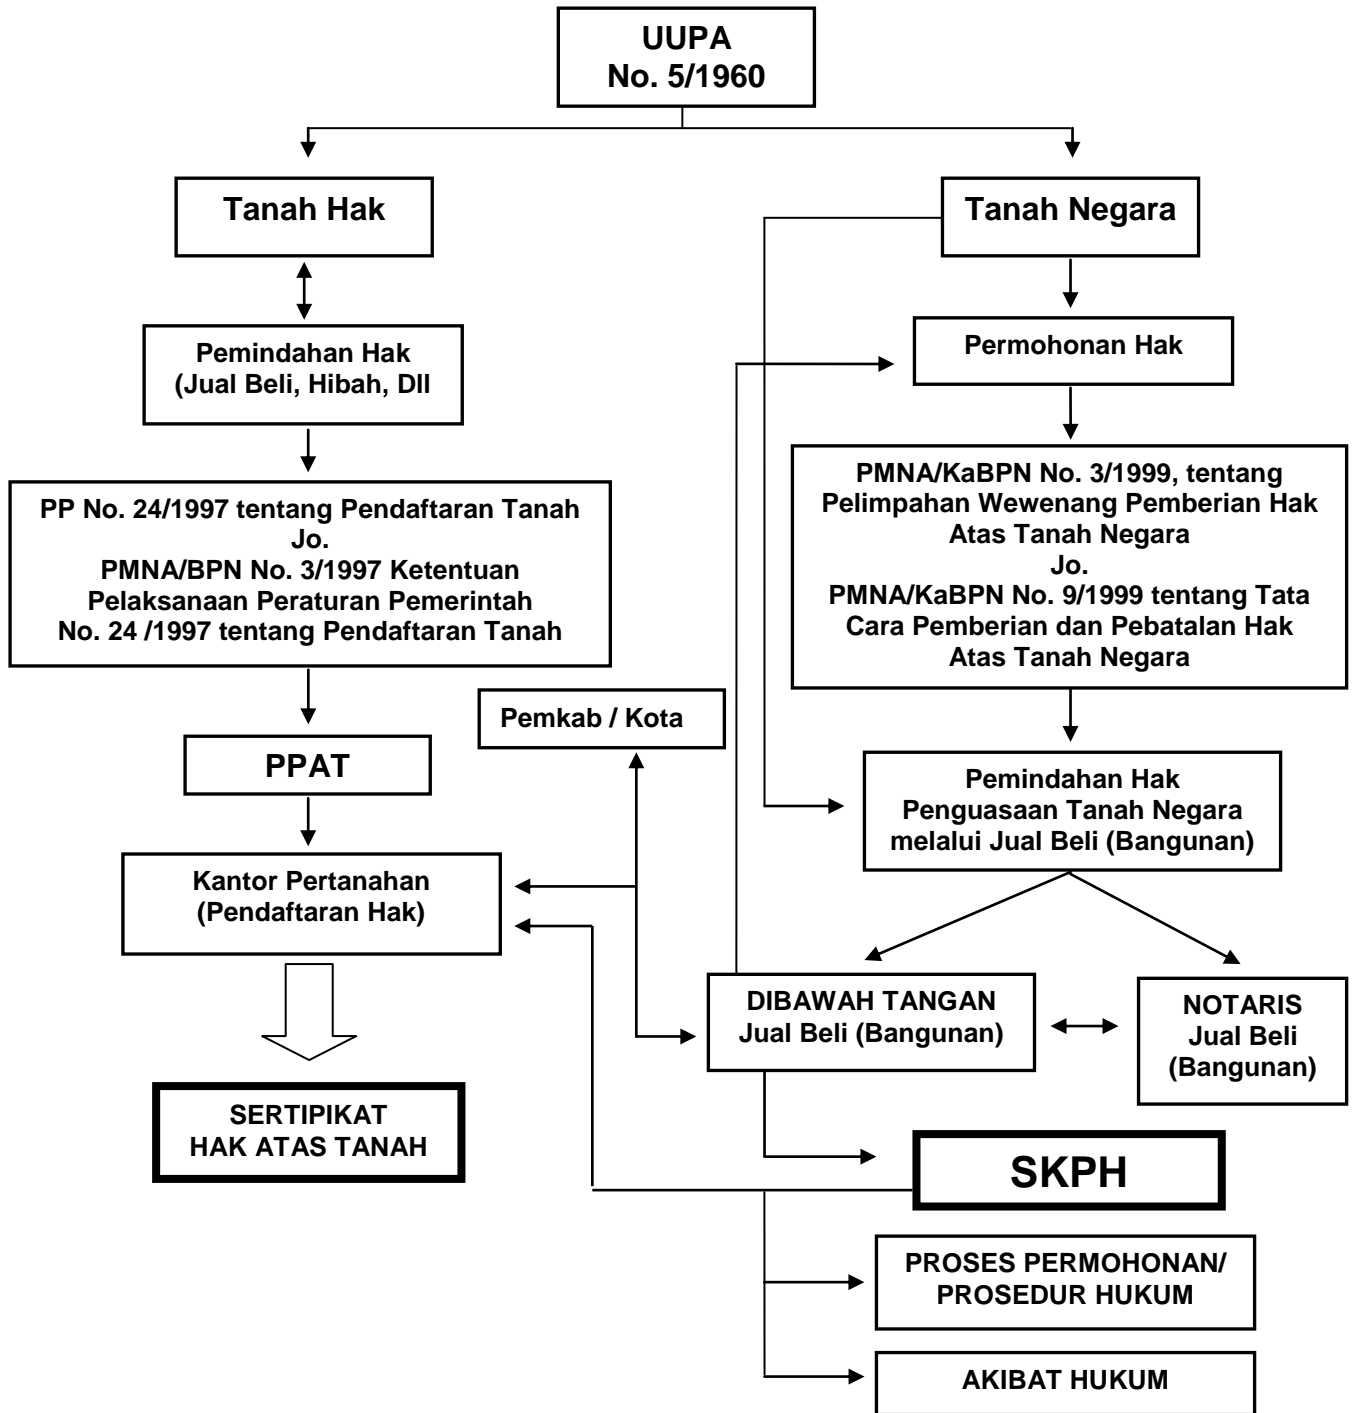 UUPA
No. 5/1960
Tanah Hak
Tanah Negara
Pemindahan Hak
(Jual Beli, Hibah, Dll
Permohonan Hak
PP No. 24/1997 tentang Pendaftaran Tanah
Jo.
PMNA/BPN No. 3/1997 Ketentuan
Pelaksanaan Peraturan Pemerintah
No. 24 /1997 tentang Pendaftaran Tanah
PMNA/KaBPN No. 3/1999, tentang
Pelimpahan Wewenang Pemberian Hak
Atas Tanah Negara
Jo.
PMNA/KaBPN No. 9/1999 tentang Tata
Cara Pemberian dan Pebatalan Hak
Atas Tanah Negara
Pemkab / Kota
PPAT
Pemindahan Hak
Penguasaan Tanah Negara
melalui Jual Beli (Bangunan)
Kantor Pertanahan
(Pendaftaran Hak)
DIBAWAH TANGAN
Jual Beli (Bangunan)
NOTARIS
Jual Beli
(Bangunan)
SERTIPIKAT
HAK ATAS TANAH
SKPH
PROSES PERMOHONAN/
PROSEDUR HUKUM
AKIBAT HUKUM